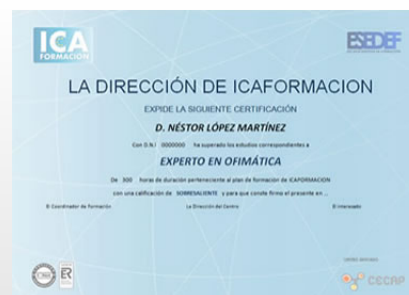 ICA
FORMACIÓN
ESEDEF
LA DIRECCIÓN DE ICAFORMACION
EXPIDE LA SIGUIENTE CERTIFICACIÓN
D. NÉSTOR LÓPEZ MARTÍNEZ
Con D.N.I 0000000 ha superado los estudios correspondientes a
EXPERTO EN OFIMÁTICA
De 300 horas de duración perteneciente al plan de formación de ICAFORMACION
con una calificación de SOBRESALIENTE y para que conste firmo el presente en ...
El Coordinador de Formación La Dirección del Centro El interesado
ER
CECAP